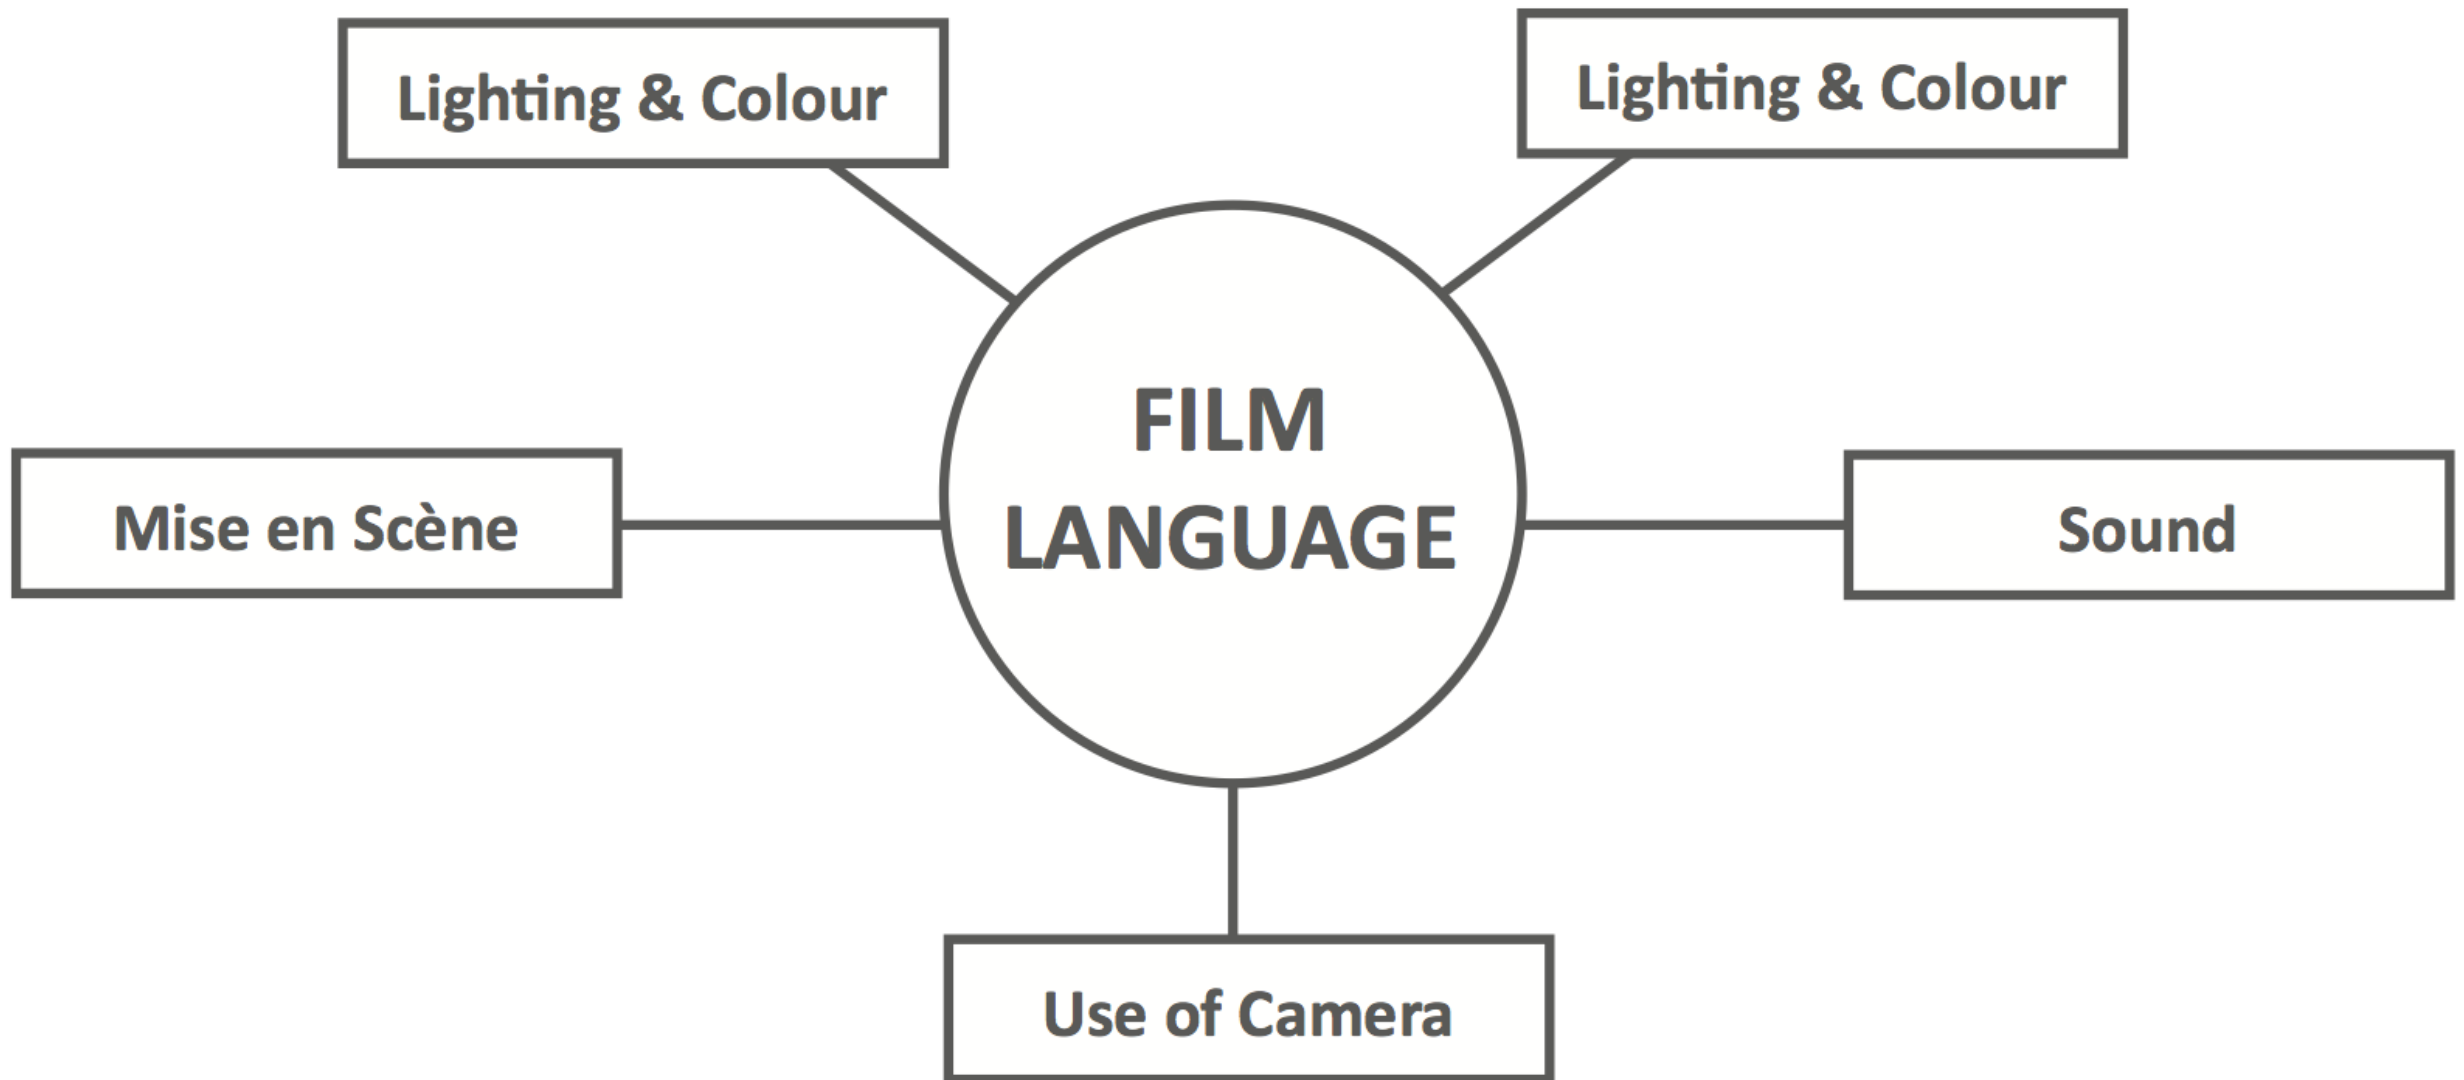 Lighting & Colour
Lighting & Colour
FILM
LANGUAGE
Mise en Scène
Sound
Use of Camera